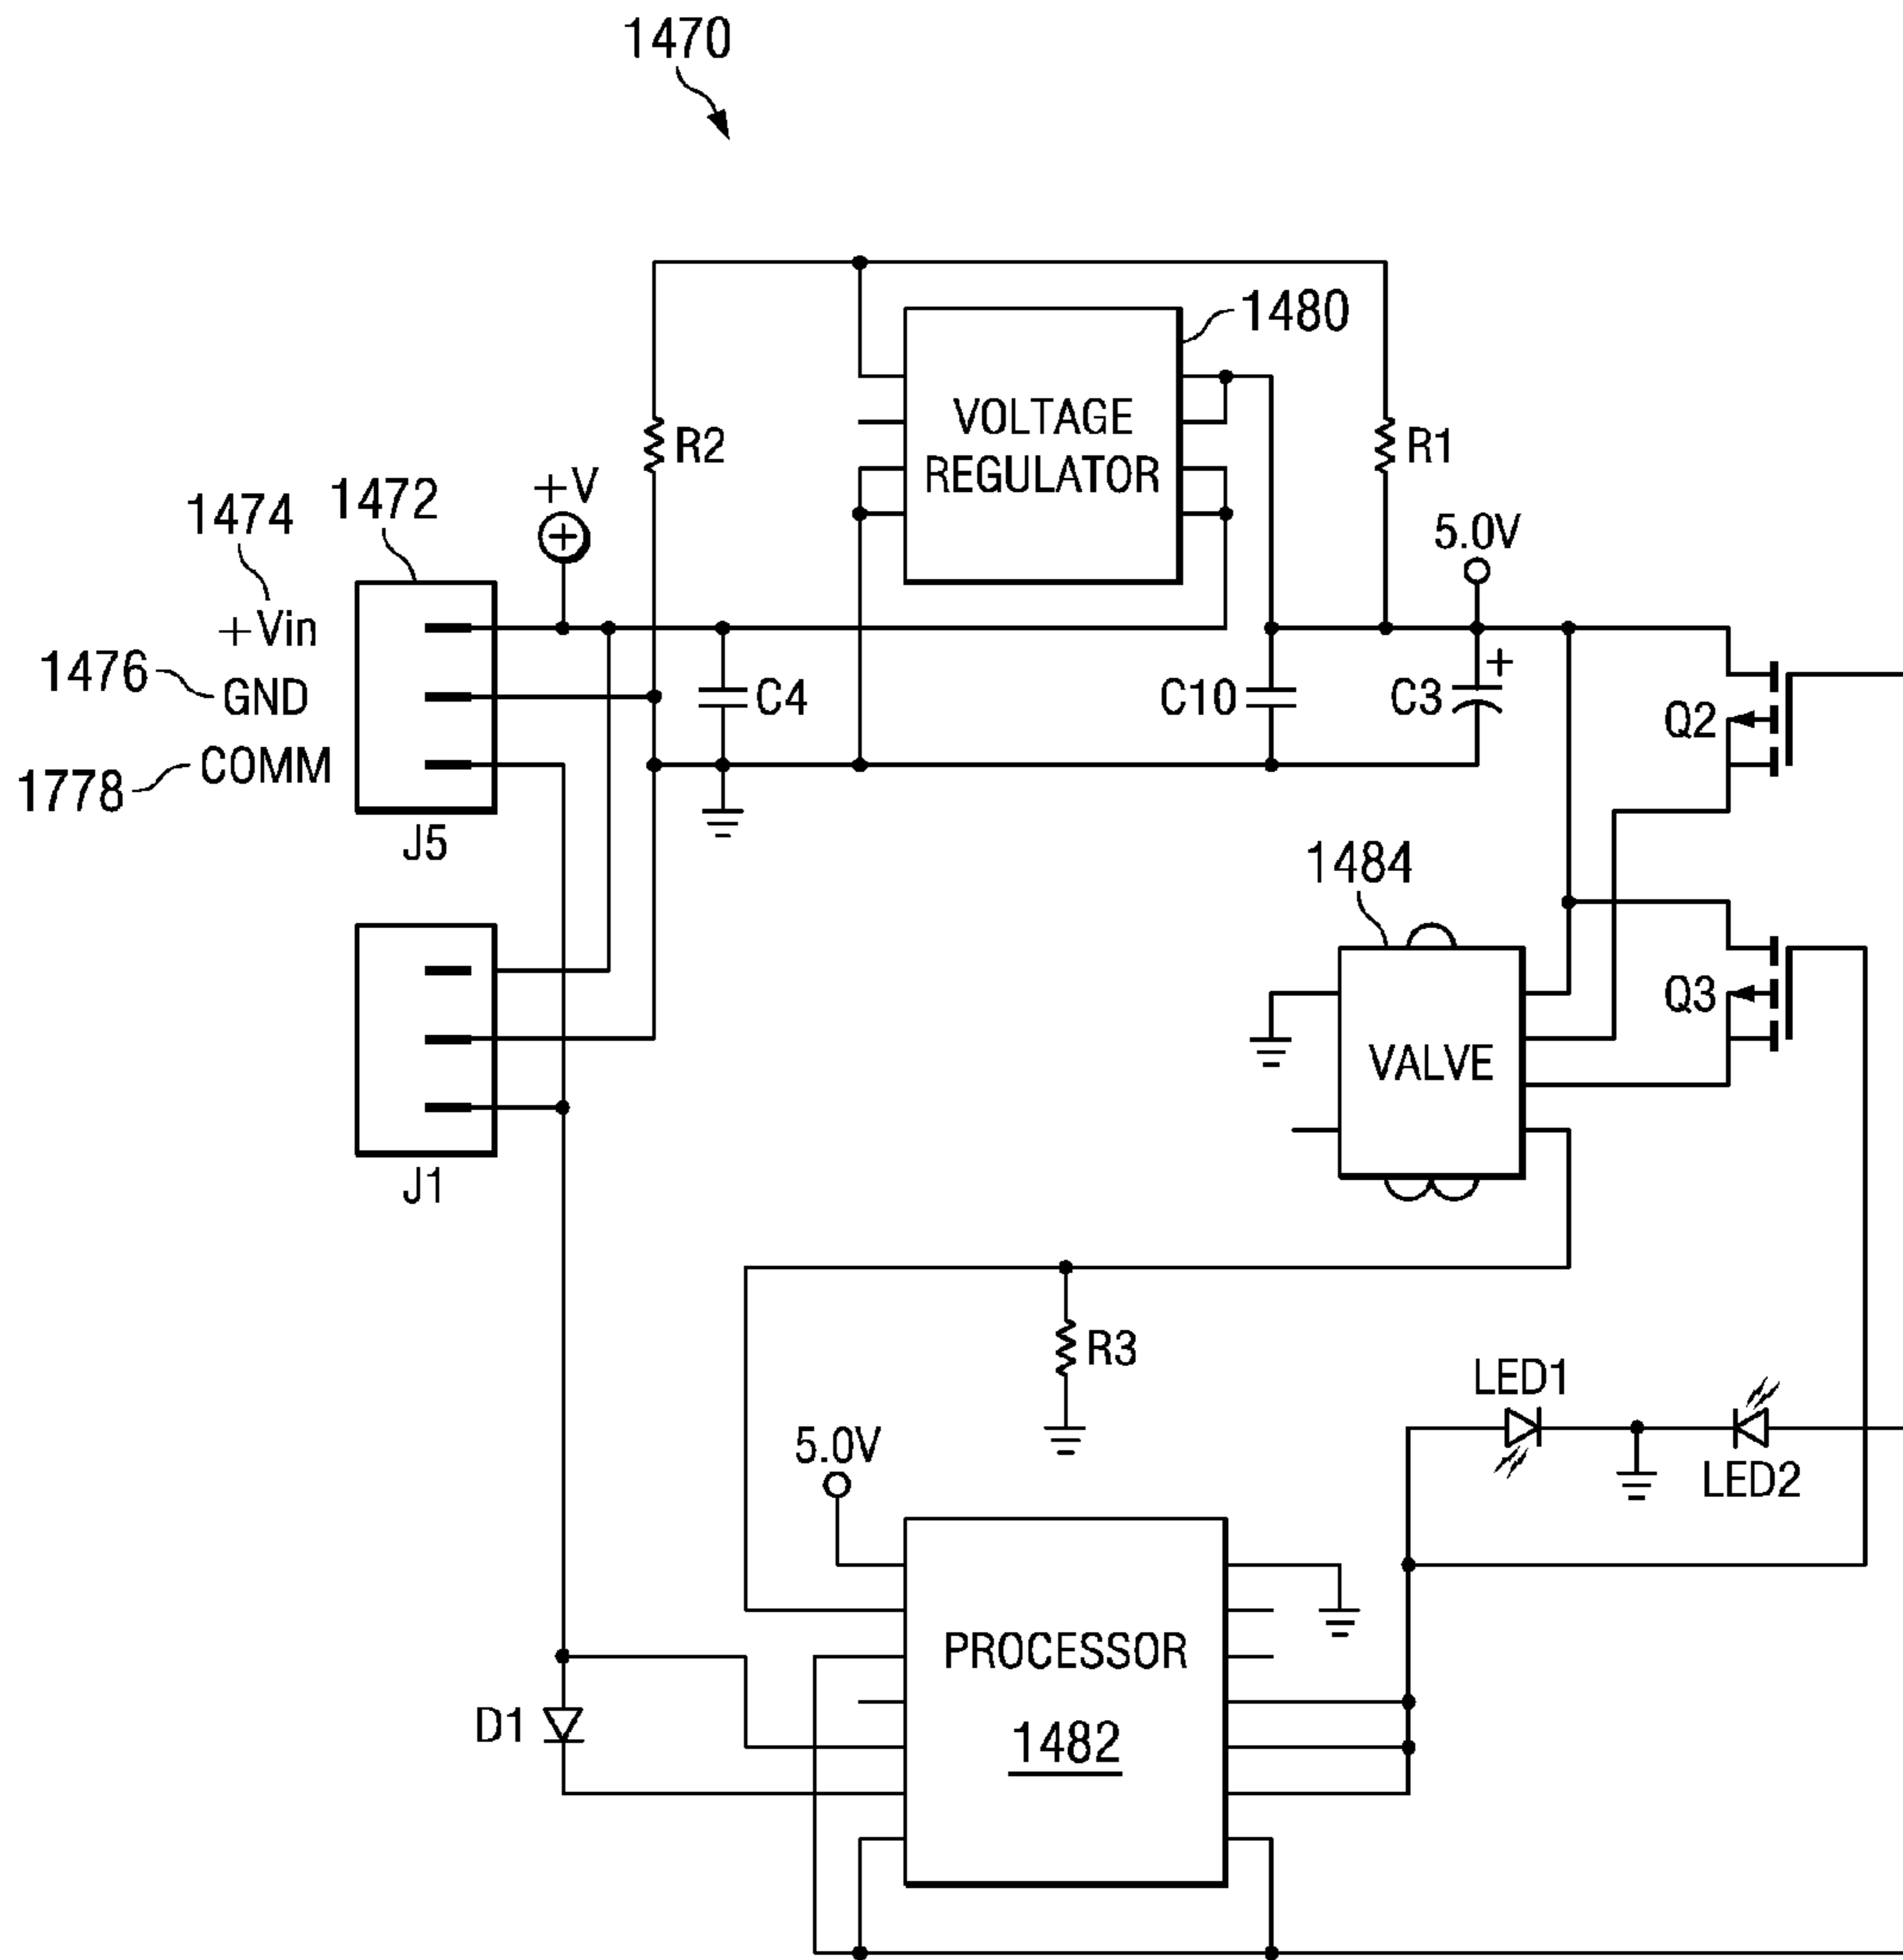 1470
1480
VOLTAGE
REGULATOR
R2
R1
+V
1474
1472
5.0V
+Vin
+
1476
GND
C4
C10
C3
Q2
1778
COMM
J5
1484
Q3
VALVE
J1
R3
LED1
5.0V
LED2
PROCESSOR
D1
1482